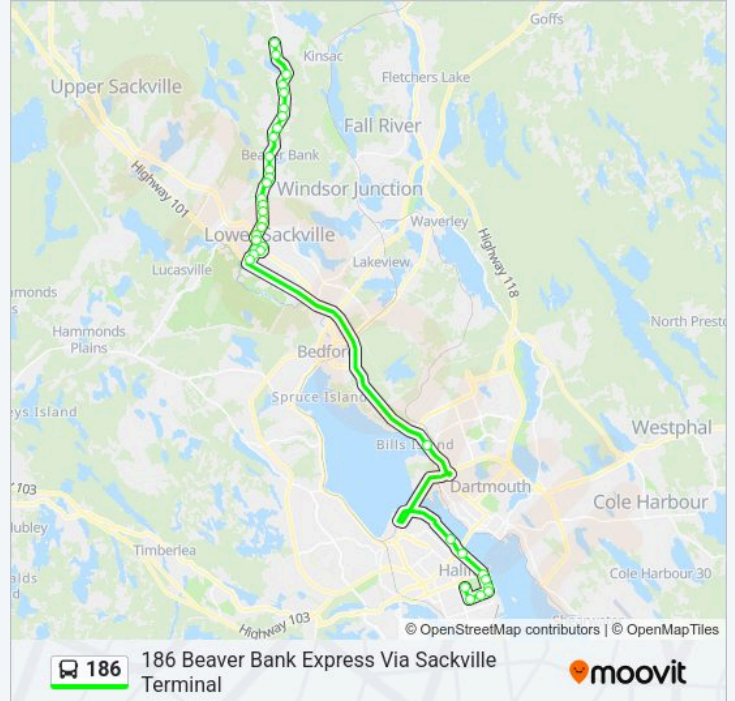 Goffs
Kinsac
Fletchers Lake
Upper Sackville
Fall River
Beaver Bank
Highway 101
Windsor Junction
Waverley
Lower Sackville
Highway 118
Lucasville
Lakeview
North Presto
Hammonds
Plains
Bedford
Spruce Island
eys Island
Bills Island
Westphal
103
Dartmouth
Cole Harbour
Timberlea
Halifax
Cole Harbour 30
Highway 103
© OpenStreetMap contributors | © OpenMapTiles
186
186 Beaver Bank Express Via Sackville
Terminal
moovit